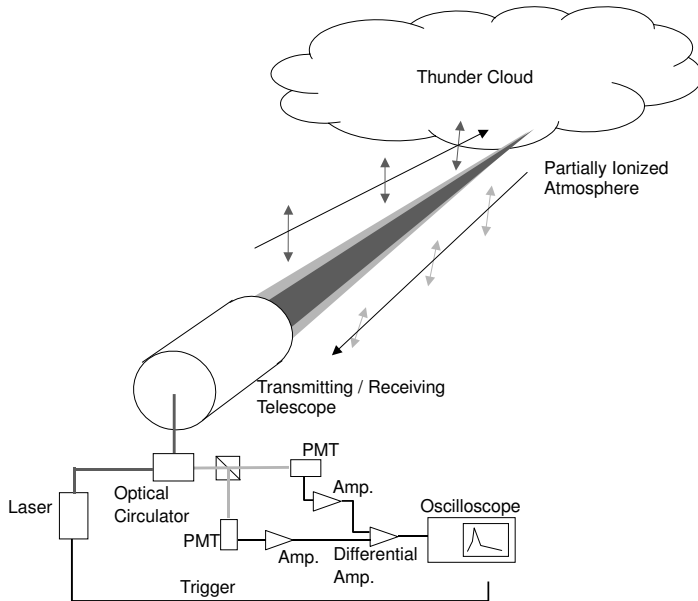 Thunder Cloud
Partially Ionized
Atmosphere
Transmitting / Receiving
Telescope
PMT
Laser
Optical
Circulator
Amp.
Oscilloscope
PMT
Amp.
Differential
Amp.
Trigger